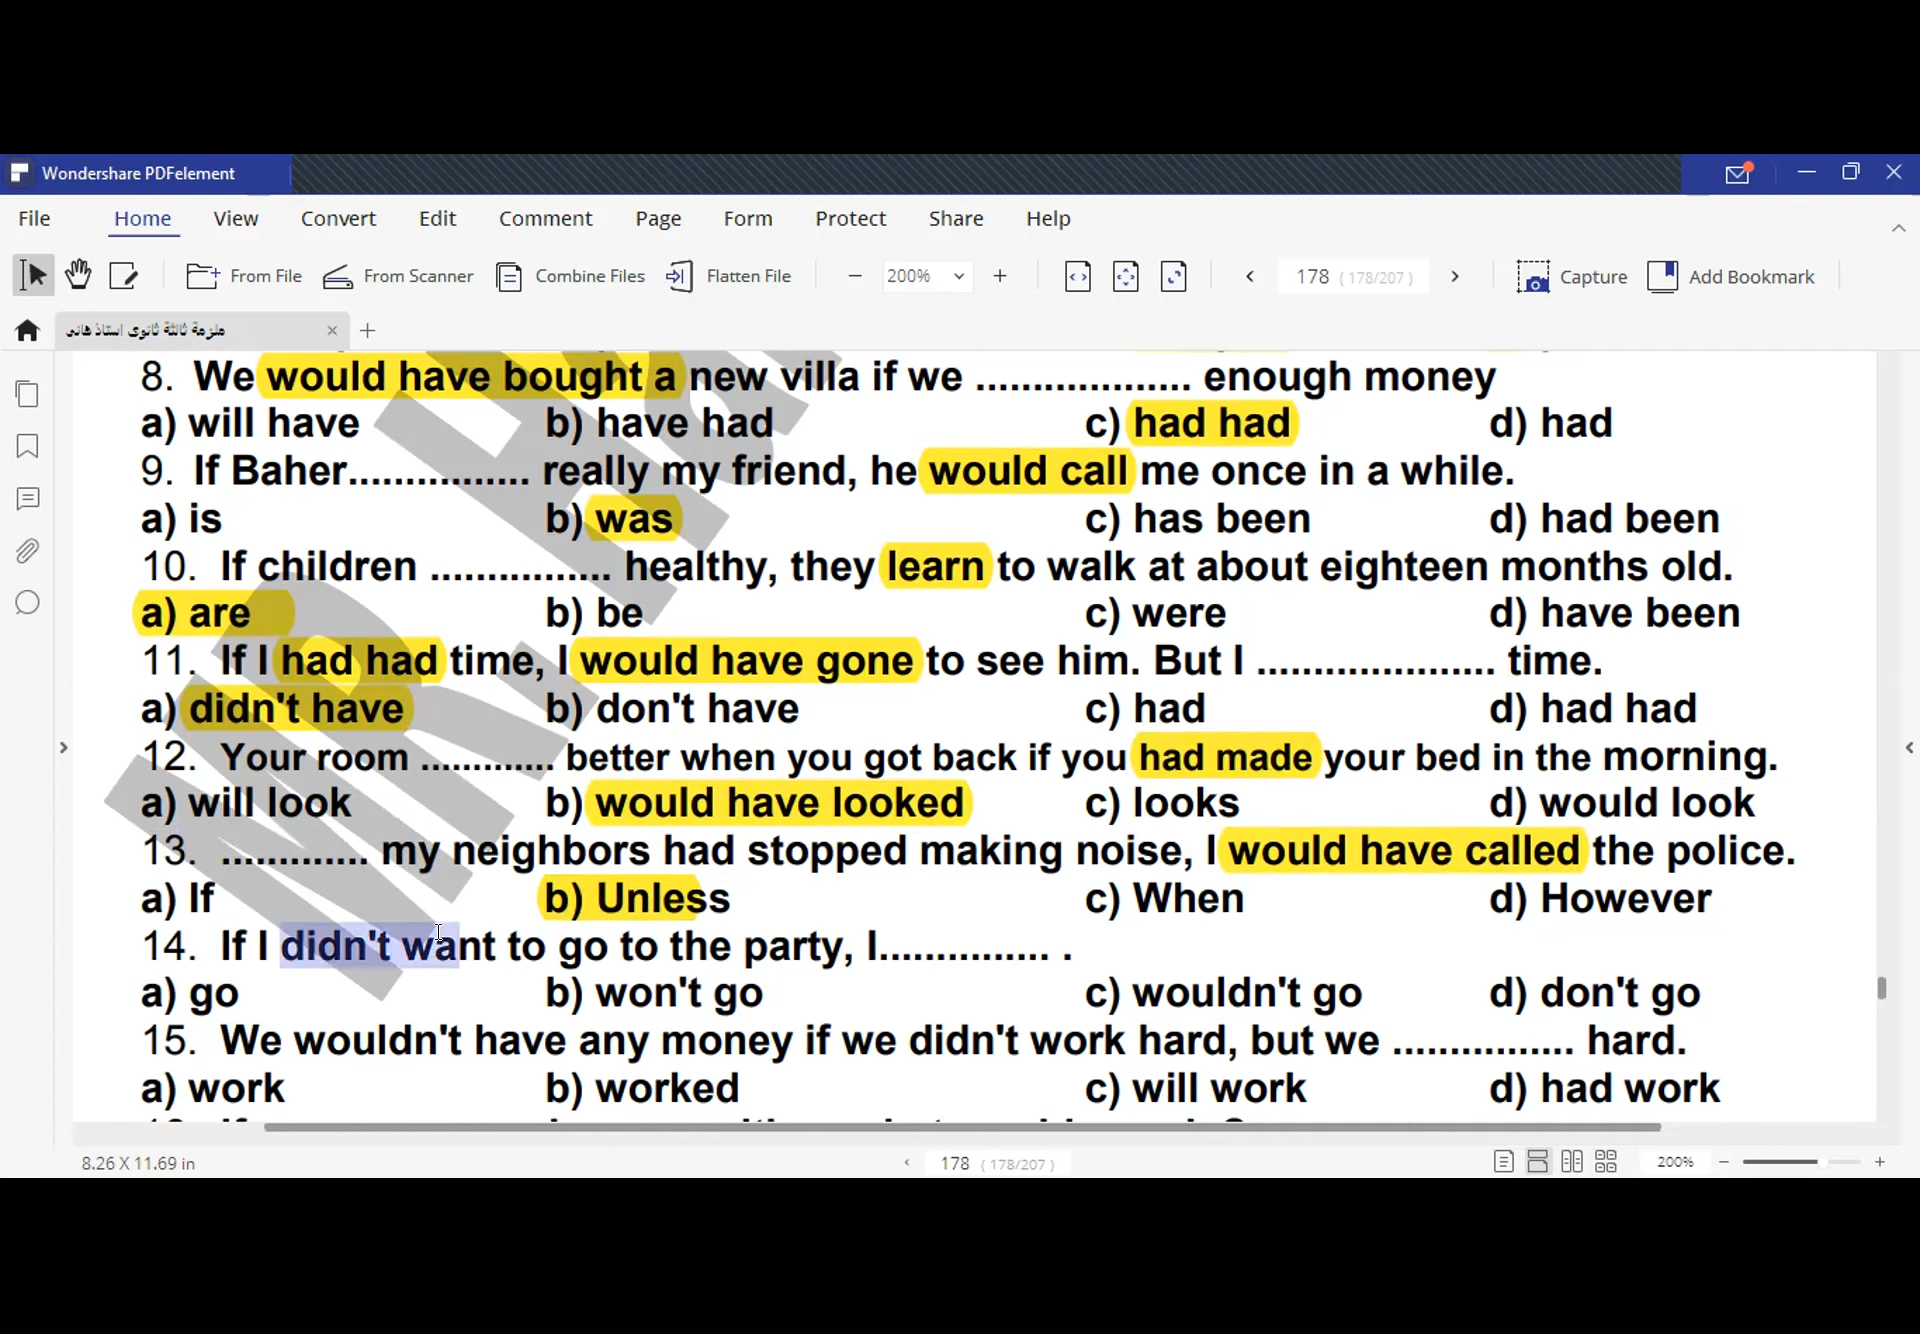 Wondershare PDFelement
File Home View Convert Edit Comment Page Form Protect Share Help
From File From Scanner Combine Files Flatten File 200% 178 (178/207) Capture Add Bookmark
ملزمة ثالثة ثانوى استاذ هانى
8. We would have bought a new villa if we ................... enough money
a) will have b) have had c) had had d) had
9. If Baher................ really my friend, he would call me once in a while.
a) is b) was c) has been d) had been
10. If children ................ healthy, they learn to walk at about eighteen months old.
a) are b) be c) were d) have been
11. If I had had time, I would have gone to see him. But I ..................... time.
a) didn't have b) don't have c) had d) had had
12. Your room ............. better when you got back if you had made your bed in the morning.
a) will look b) would have looked c) looks d) would look
13. ............. my neighbors had stopped making noise, I would have called the police.
a) If b) Unless c) When d) However
14. If I didn't want to go to the party, I............... .
a) go b) won't go c) wouldn't go d) don't go
15. We wouldn't have any money if we didn't work hard, but we ................ hard.
a) work b) worked c) will work d) had work
MR. Ha
8.26 X 11.69 in 178 (178/207) 200%